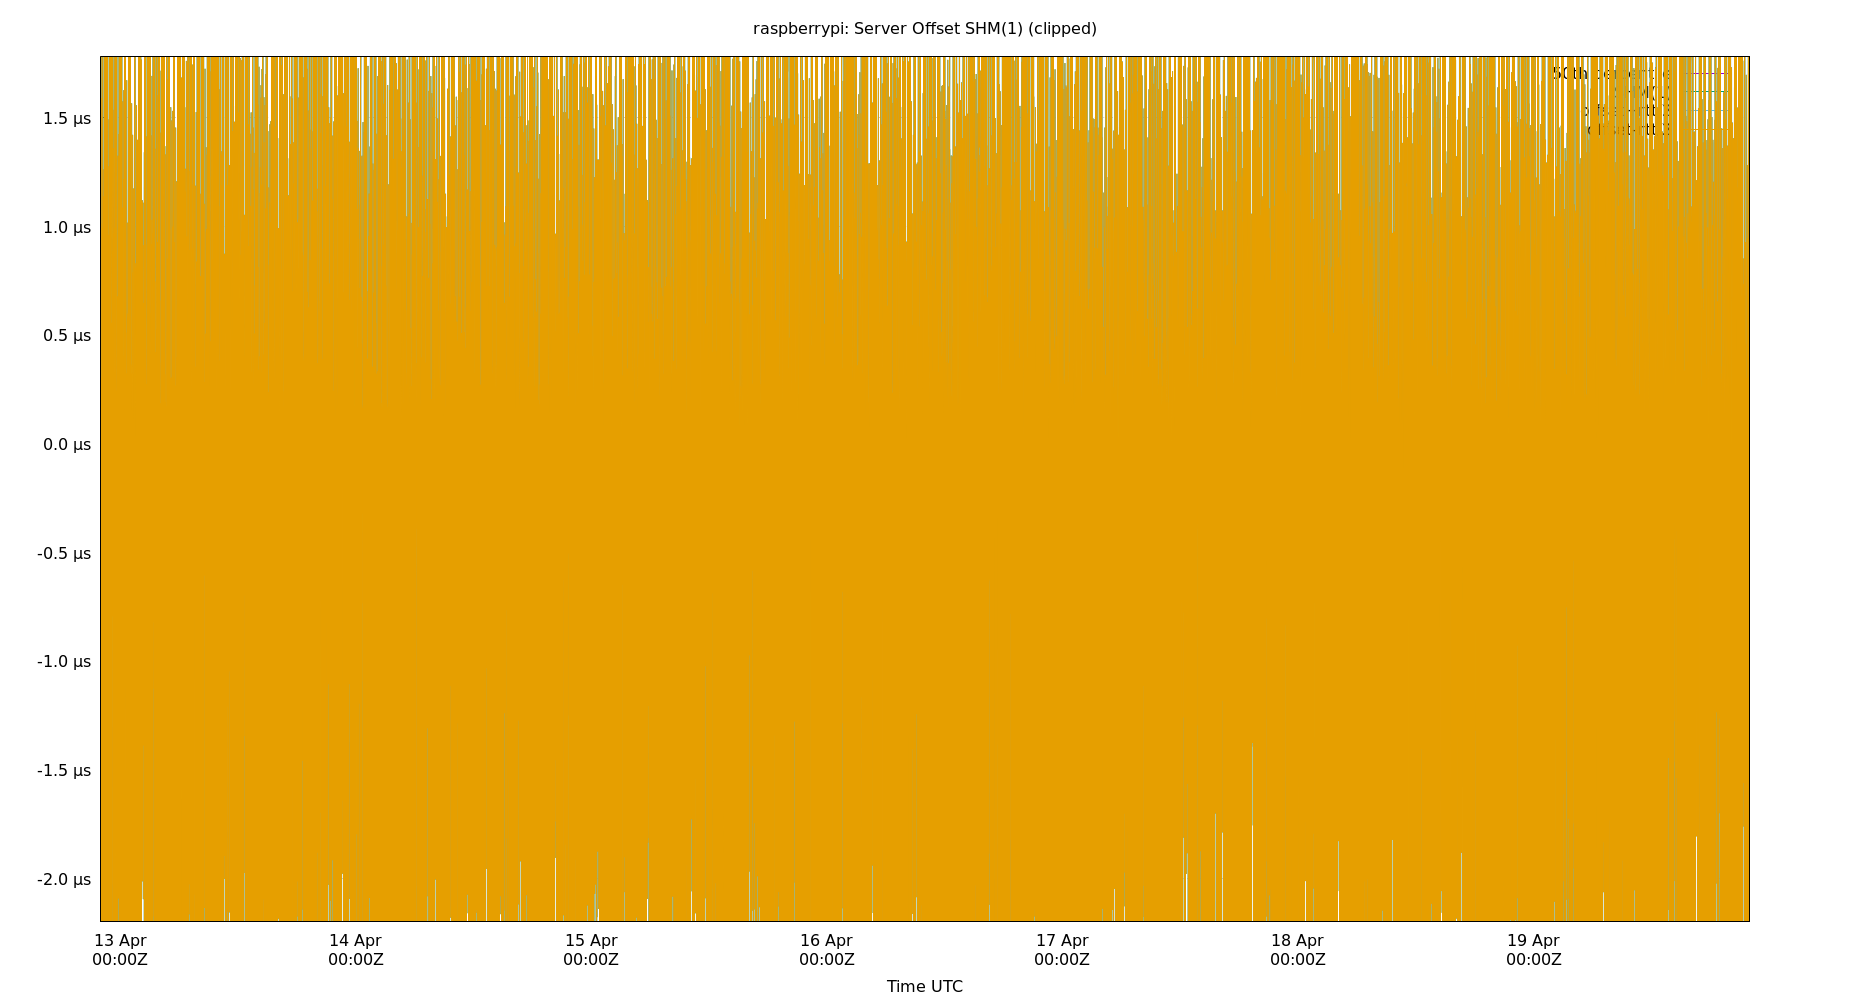 raspberrypi: Server Offset SHM(1) (clipped)
1.5 µs
1.0 µs
0.5 µs
0.0 µs
-0.5 µs
-1.0 µs
-1.5 µs
-2.0 µs
50th percentile
13 Apr 14 Apr 15 Apr 16 Apr 17 Apr 18 Apr 19 Apr
00:00Z 00:00Z 00:00Z 00:00Z 00:00Z 00:00Z 00:00Z
Time UTC